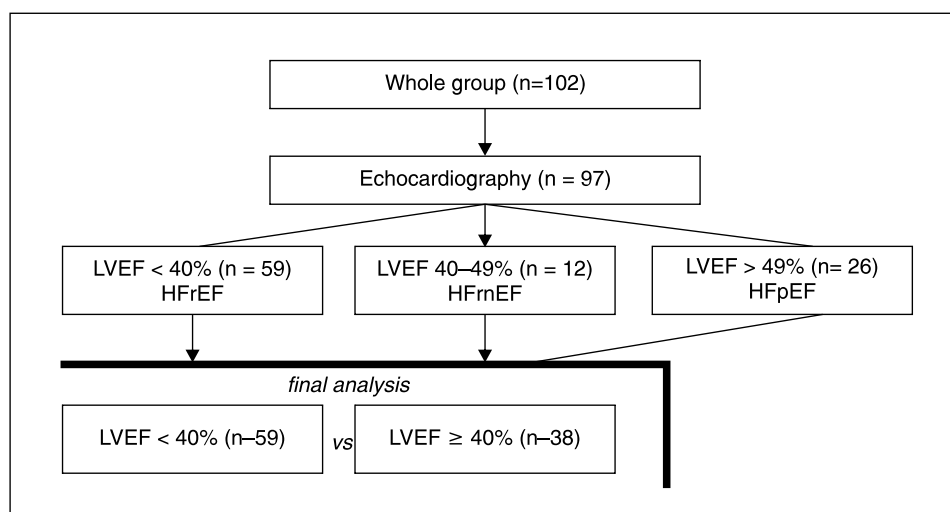 Whole group (n=102)
Echocardiography (n = 97)
LVEF < 40% (n = 59)
HFrEF
LVEF 40–49% (n = 12)
HFrnEF
LVEF > 49% (n= 26)
HFpEF
final analysis
LVEF < 40% (n–59)
vs
LVEF ≥ 40% (n–38)